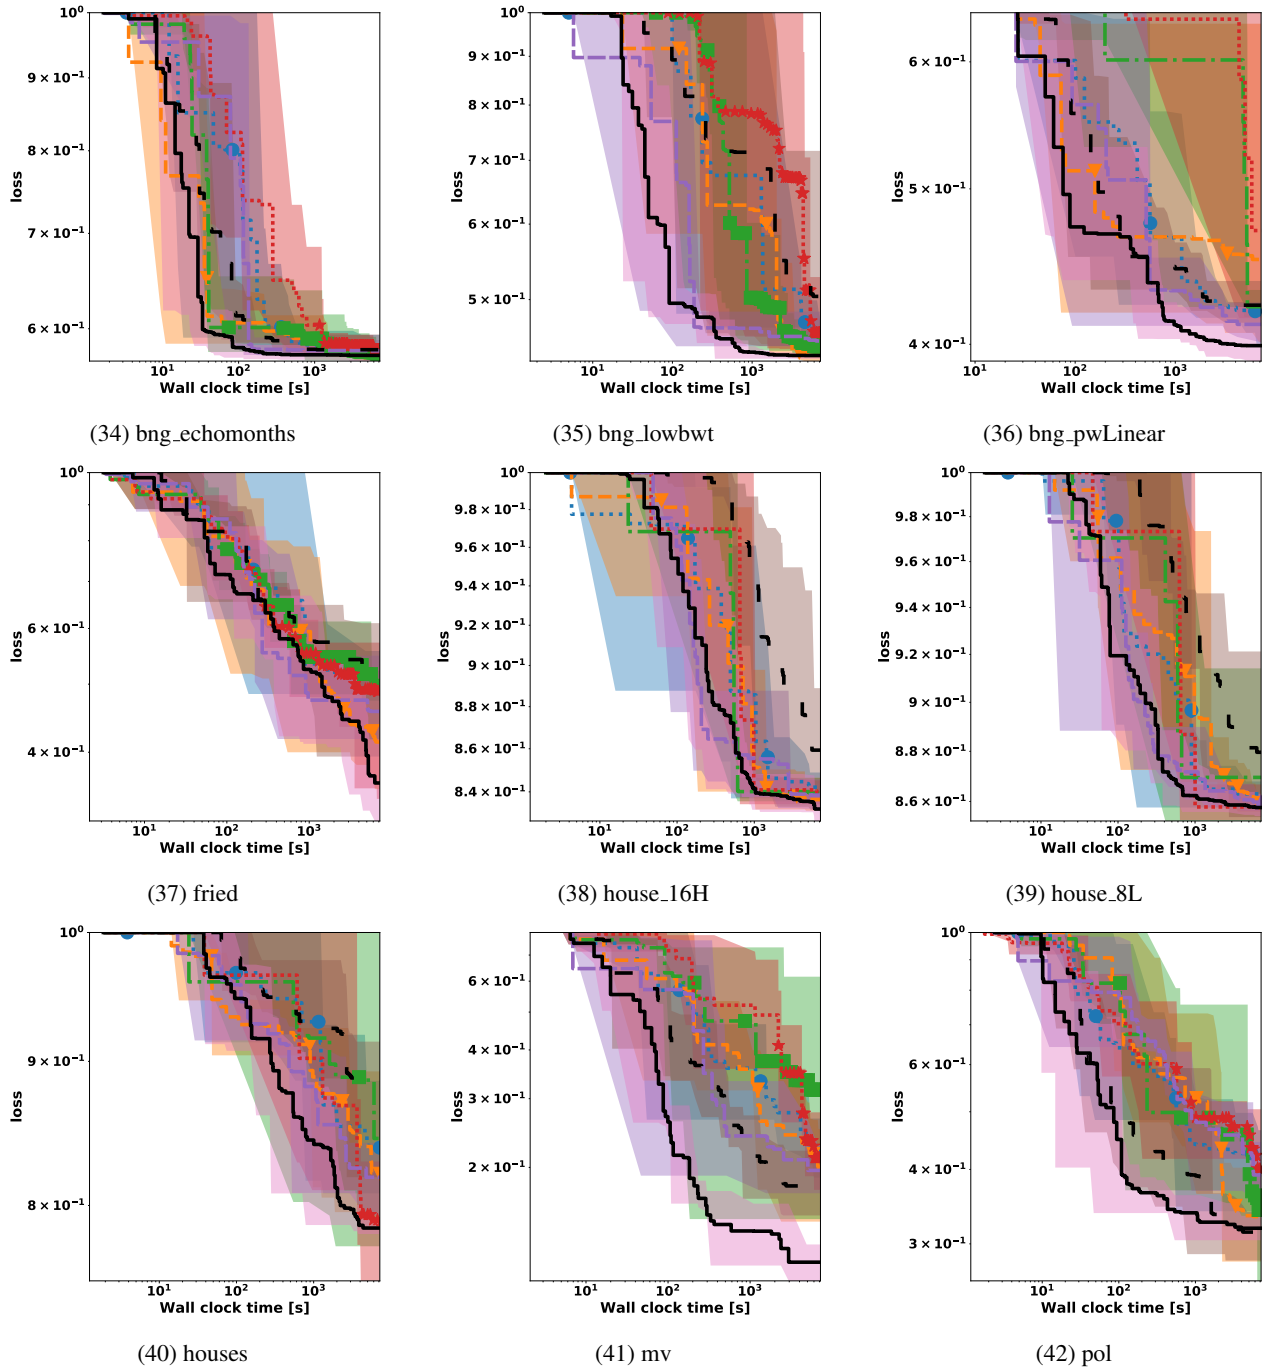 10⁰
9 × 10⁻¹
8 × 10⁻¹
7 × 10⁻¹
6 × 10⁻¹
loss
10¹ 10² 10³
Wall clock time [s]
(34) bng_echomonths
10⁰
9 × 10⁻¹
8 × 10⁻¹
7 × 10⁻¹
6 × 10⁻¹
5 × 10⁻¹
loss
10¹ 10² 10³
Wall clock time [s]
(35) bng_lowbwt
6 × 10⁻¹
5 × 10⁻¹
4 × 10⁻¹
loss
10¹ 10² 10³
Wall clock time [s]
(36) bng_pwLinear
10⁰
6 × 10⁻¹
4 × 10⁻¹
loss
10¹ 10² 10³
Wall clock time [s]
(37) fried
10⁰
9.8 × 10⁻¹
9.6 × 10⁻¹
9.4 × 10⁻¹
9.2 × 10⁻¹
9 × 10⁻¹
8.8 × 10⁻¹
8.6 × 10⁻¹
8.4 × 10⁻¹
loss
10¹ 10² 10³
Wall clock time [s]
(38) house_16H
10⁰
9.8 × 10⁻¹
9.6 × 10⁻¹
9.4 × 10⁻¹
9.2 × 10⁻¹
9 × 10⁻¹
8.8 × 10⁻¹
8.6 × 10⁻¹
loss
10¹ 10² 10³
Wall clock time [s]
(39) house_8L
10⁰
9 × 10⁻¹
8 × 10⁻¹
loss
10¹ 10² 10³
Wall clock time [s]
(40) houses
6 × 10⁻¹
4 × 10⁻¹
3 × 10⁻¹
2 × 10⁻¹
loss
10¹ 10² 10³
Wall clock time [s]
(41) mv
10⁰
6 × 10⁻¹
4 × 10⁻¹
3 × 10⁻¹
loss
10¹ 10² 10³
Wall clock time [s]
(42) pol